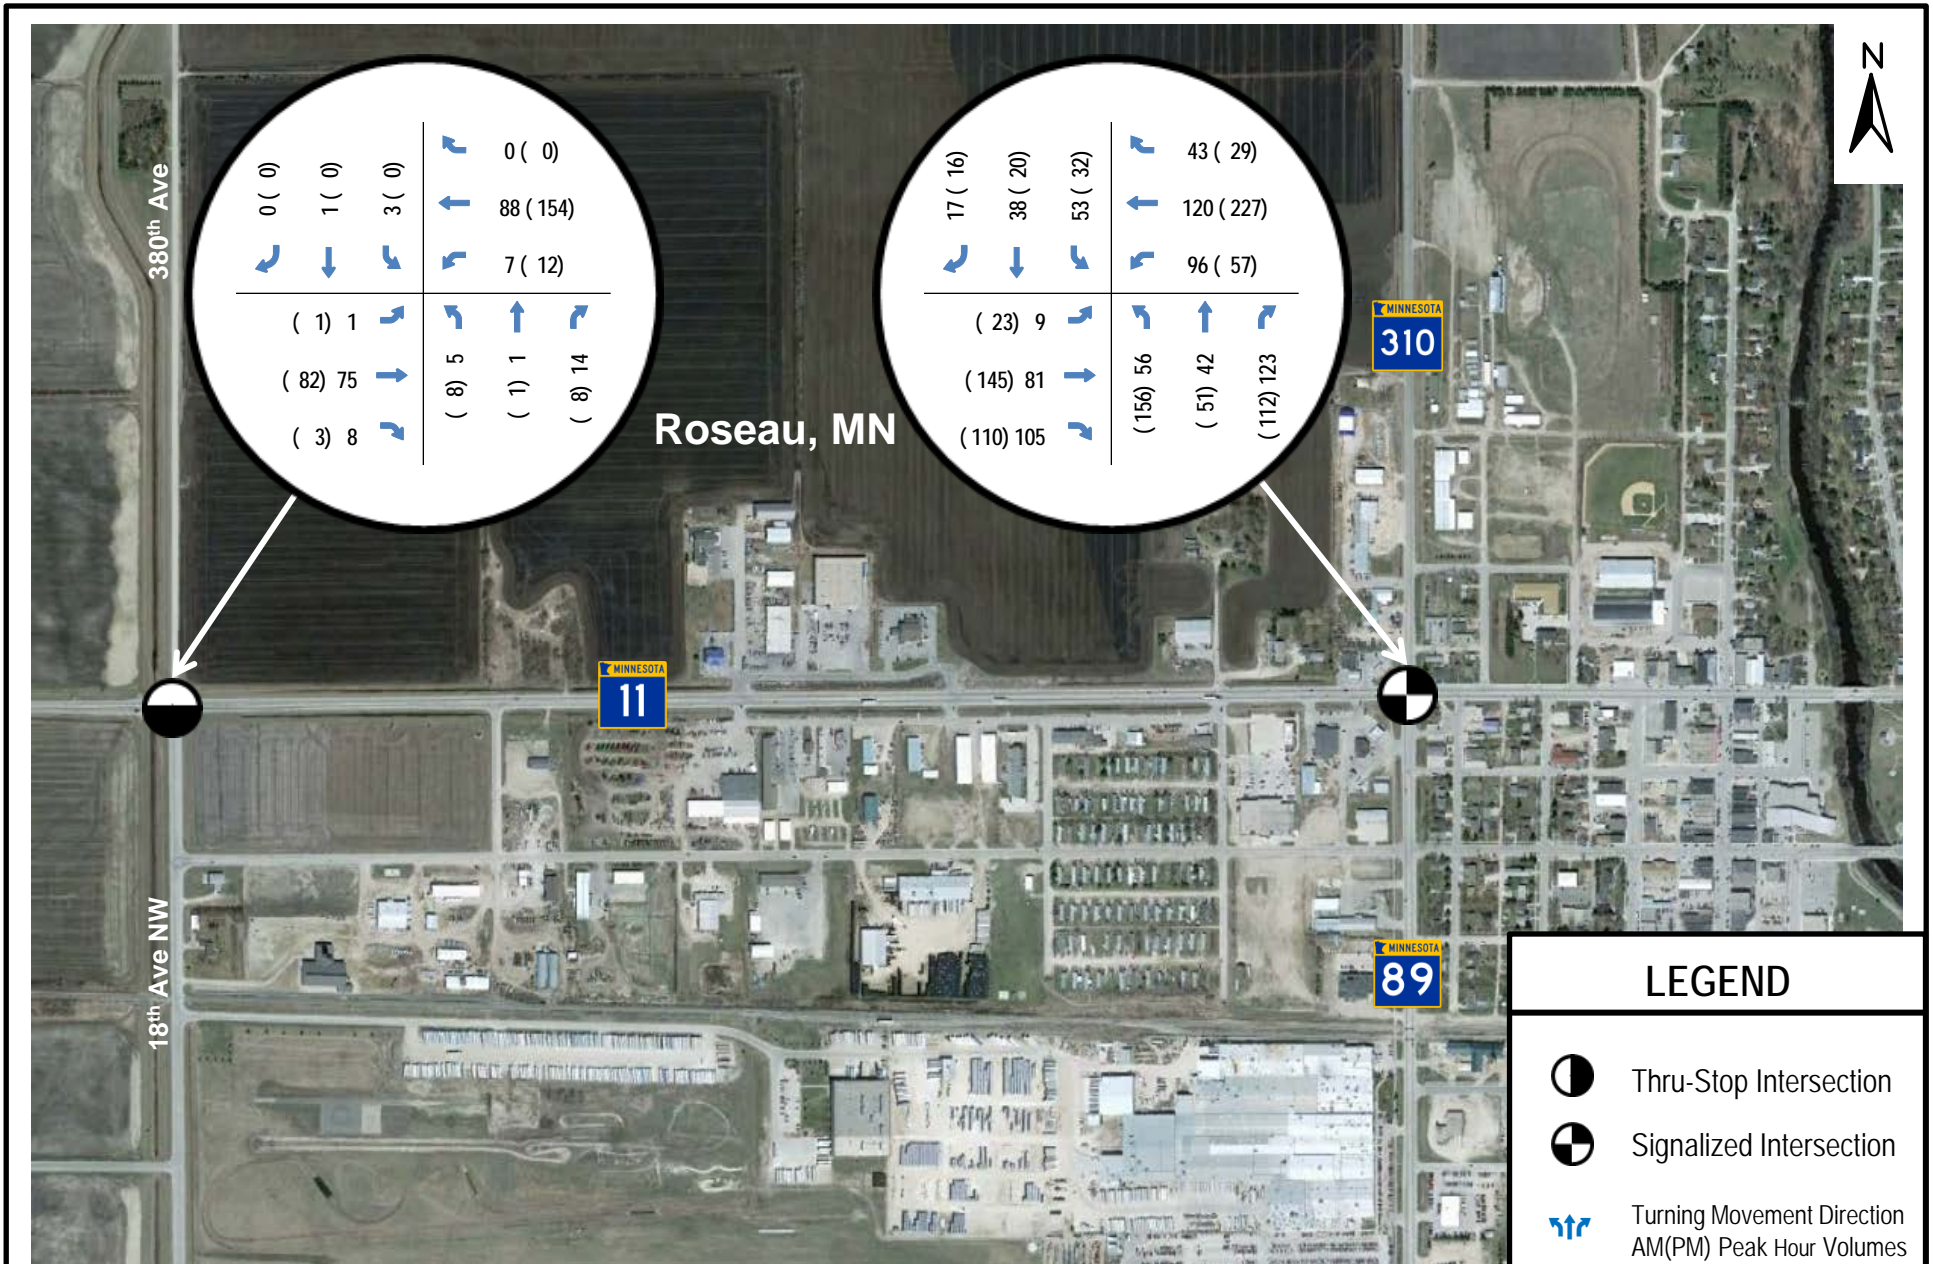 N
380th Ave
0 ( 0)
1 ( 0)
3 ( 0)
0 ( 0)
88 ( 154)
7 ( 12)
( 1) 1
( 82) 75
( 3) 8
( 8) 5
( 1) 1
( 8) 14
17 ( 16)
38 ( 20)
53 ( 32)
43 ( 29)
120 ( 227)
96 ( 57)
( 23) 9
(145) 81
( 110) 105
( 156) 56
( 51) 42
( 112) 123
Roseau, MN
MINNESOTA
310
MINNESOTA
11
18th Ave NW
MINNESOTA
89
LEGEND
Thru-Stop Intersection
Signalized Intersection
Turning Movement Direction
AM(PM) Peak Hour Volumes